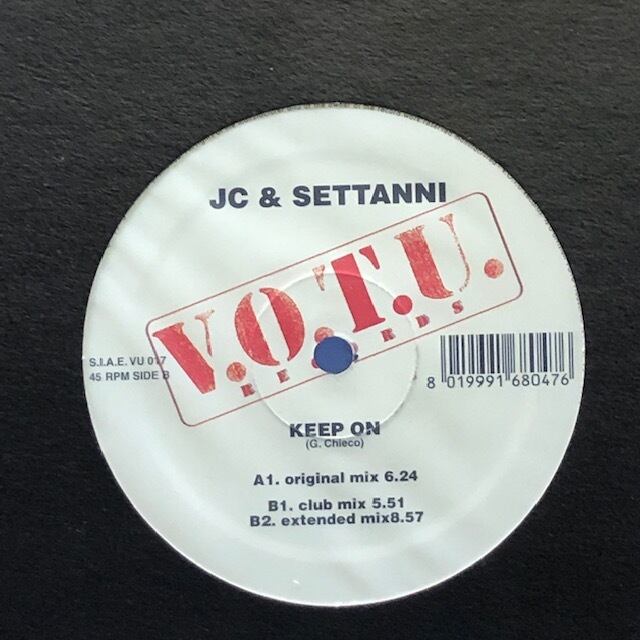 JC & SETTANNI
V.O.T.U.
RECORDS
S.I.A.E. VU 017
45 RPM SIDE B
8 019991 680476
KEEP ON
(G. Chieco)
A1. original mix 6.24
B1. club mix 5.51
B2. extended mix8.57